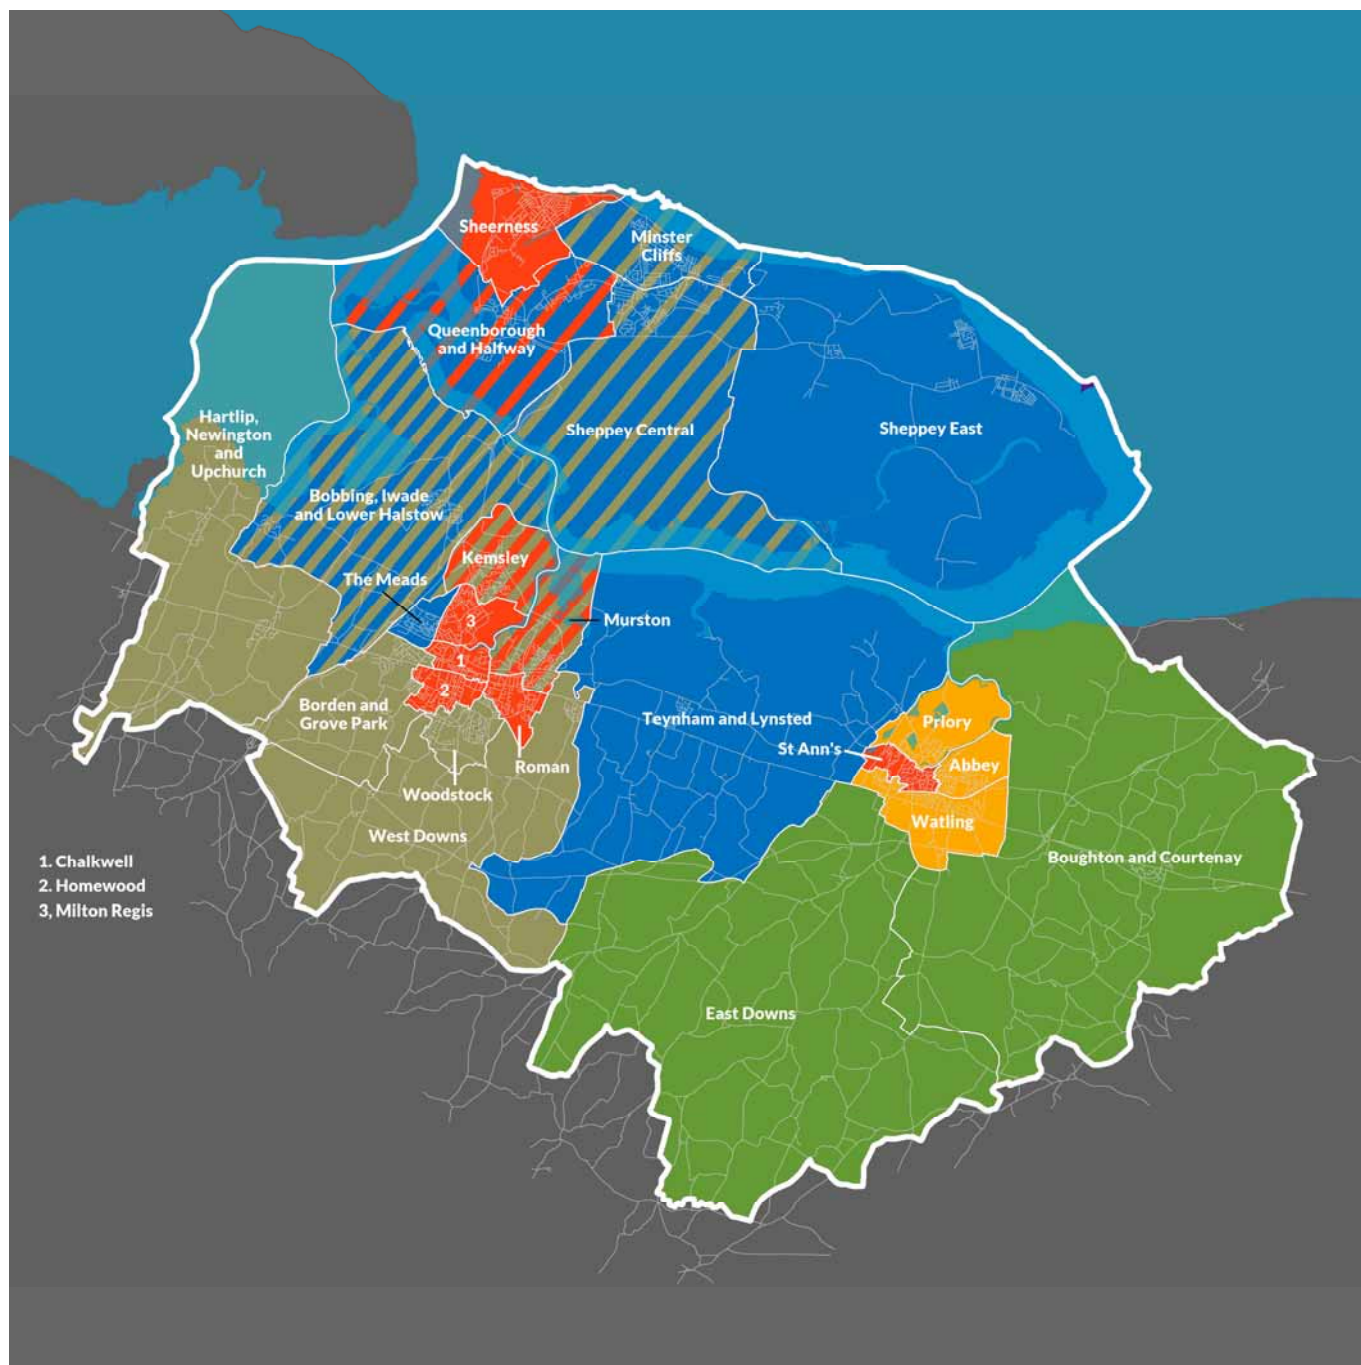 Sheerness
Minster
Cliffs
Queenborough
and Halfway
Hartlip,
Newington
and
Upchurch
Sheppey Central
Sheppey East
Bobbing, Iwade
and Lower Halstow
Kemsley
The Meads
3
Murston
1
2
Borden and
Grove Park
Teynham and Lynsted
Priory
St Ann's
Abbey
Roman
Woodstock
Watling
West Downs
Boughton and Courtenay
1. Chalkwell
2. Homewood
3, Milton Regis
East Downs